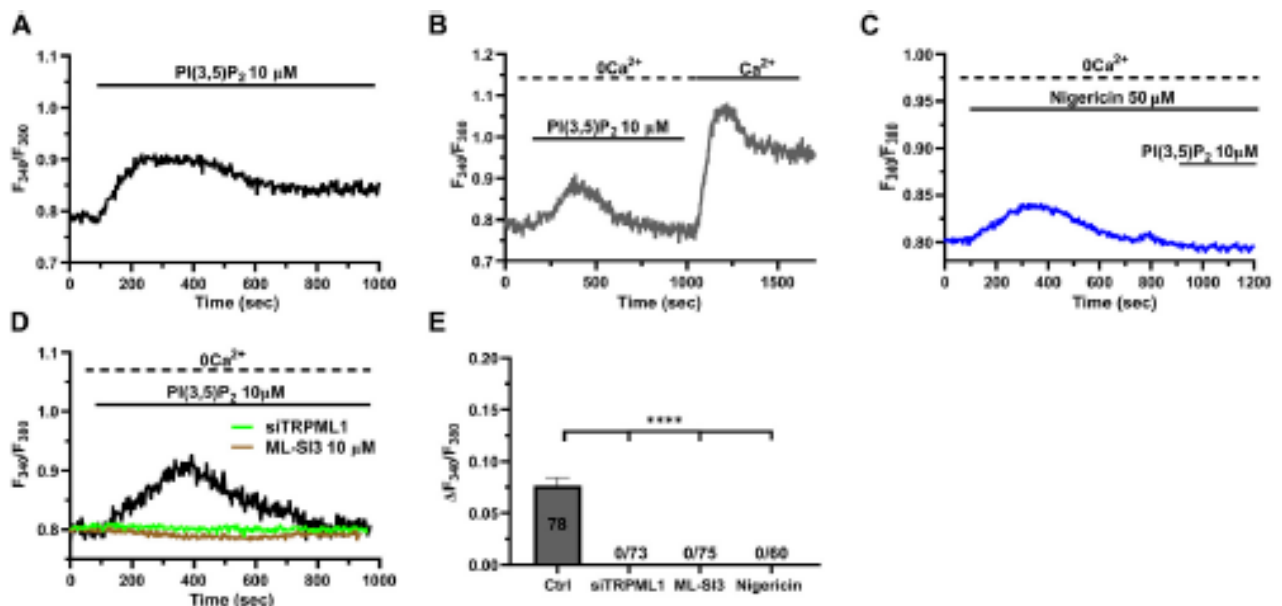 A
PI(3,5)P2 10 μM
F340/F380
1.1
1.0
0.9
0.8
0.7
0 200 400 600 800 1000
Time (sec)
B
0Ca2+ Ca2+
PI(3,5)P2 10 μM
F340/F380
1.2
1.1
1.0
0.9
0.8
0.7
0 500 1000 1500
Time (sec)
C
0Ca2+
Nigericin 50 μM
PI(3,5)P2 10μM
F340/F380
1.00
0.95
0.90
0.85
0.80
0 200 400 600 800 1000 1200
Time (sec)
D
0Ca2+
PI(3,5)P2 10μM
siTRPML1
ML-SI3 10 μM
F340/F380
1.1
1.0
0.9
0.8
0 200 400 600 800 1000
Time (sec)
E
****
ΔF340/F380
0.20
0.15
0.10
0.05
0.00
78
0/73 0/75 0/60
Ctrl siTRPML1 ML-SI3 Nigericin